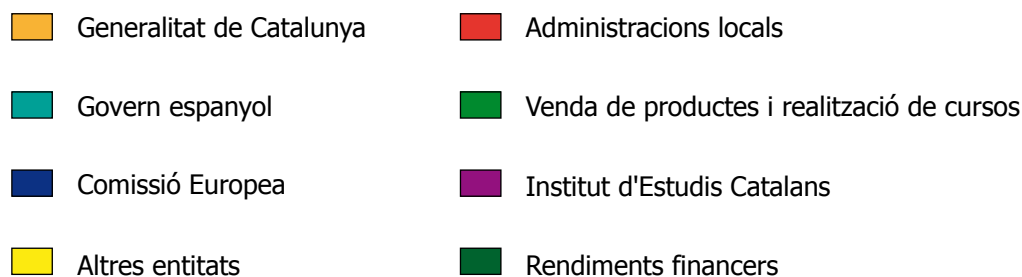 Generalitat de Catalunya
Administracions locals
Govern espanyol
Venda de productes i realització de cursos
Comissió Europea
Institut d'Estudis Catalans
Altres entitats
Rendiments financers